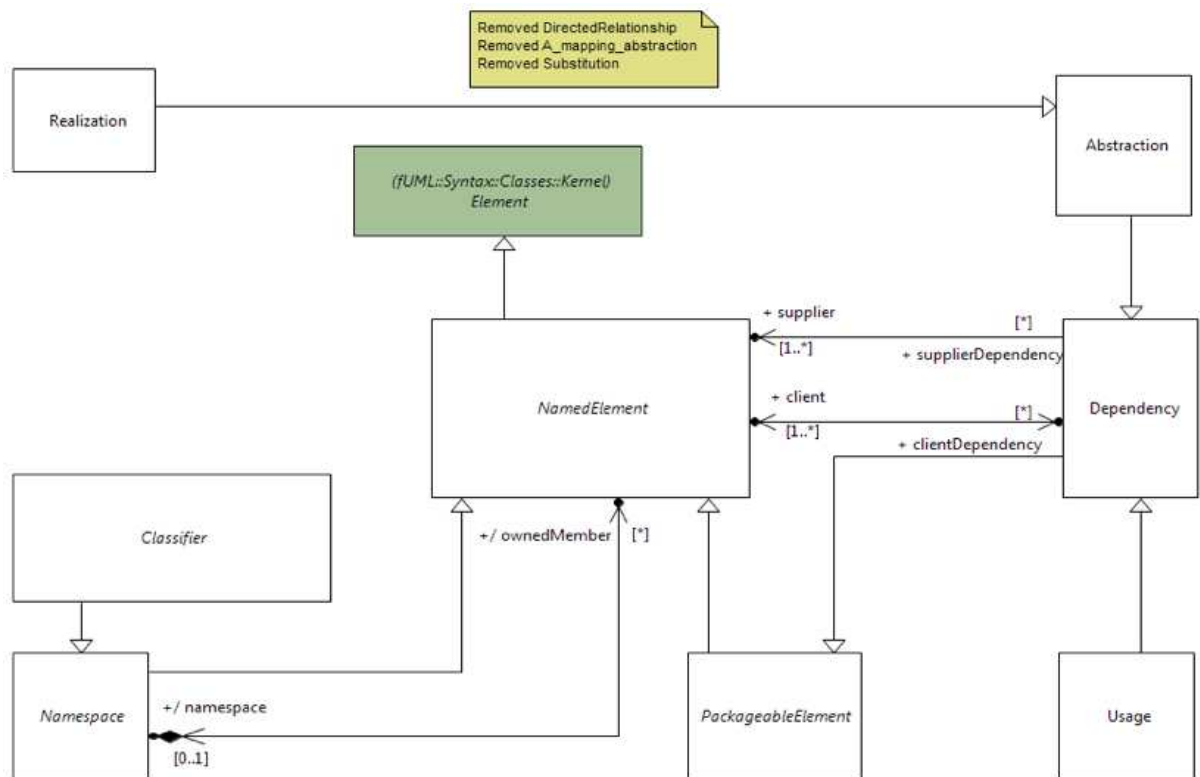 Removed DirectedRelationship
Removed A_mapping_abstraction
Removed Substitution
Realization
Abstraction
(fUML::Syntax::Classes::Kernel)
Element
+ supplier
[*]
[1..*]
+ supplierDependency
+ client
NamedElement
[*]
Dependency
[1..*]
+ clientDependency
+/ ownedMember
[*]
Classifier
+/ namespace
Namespace
PackageableElement
Usage
[0..1]